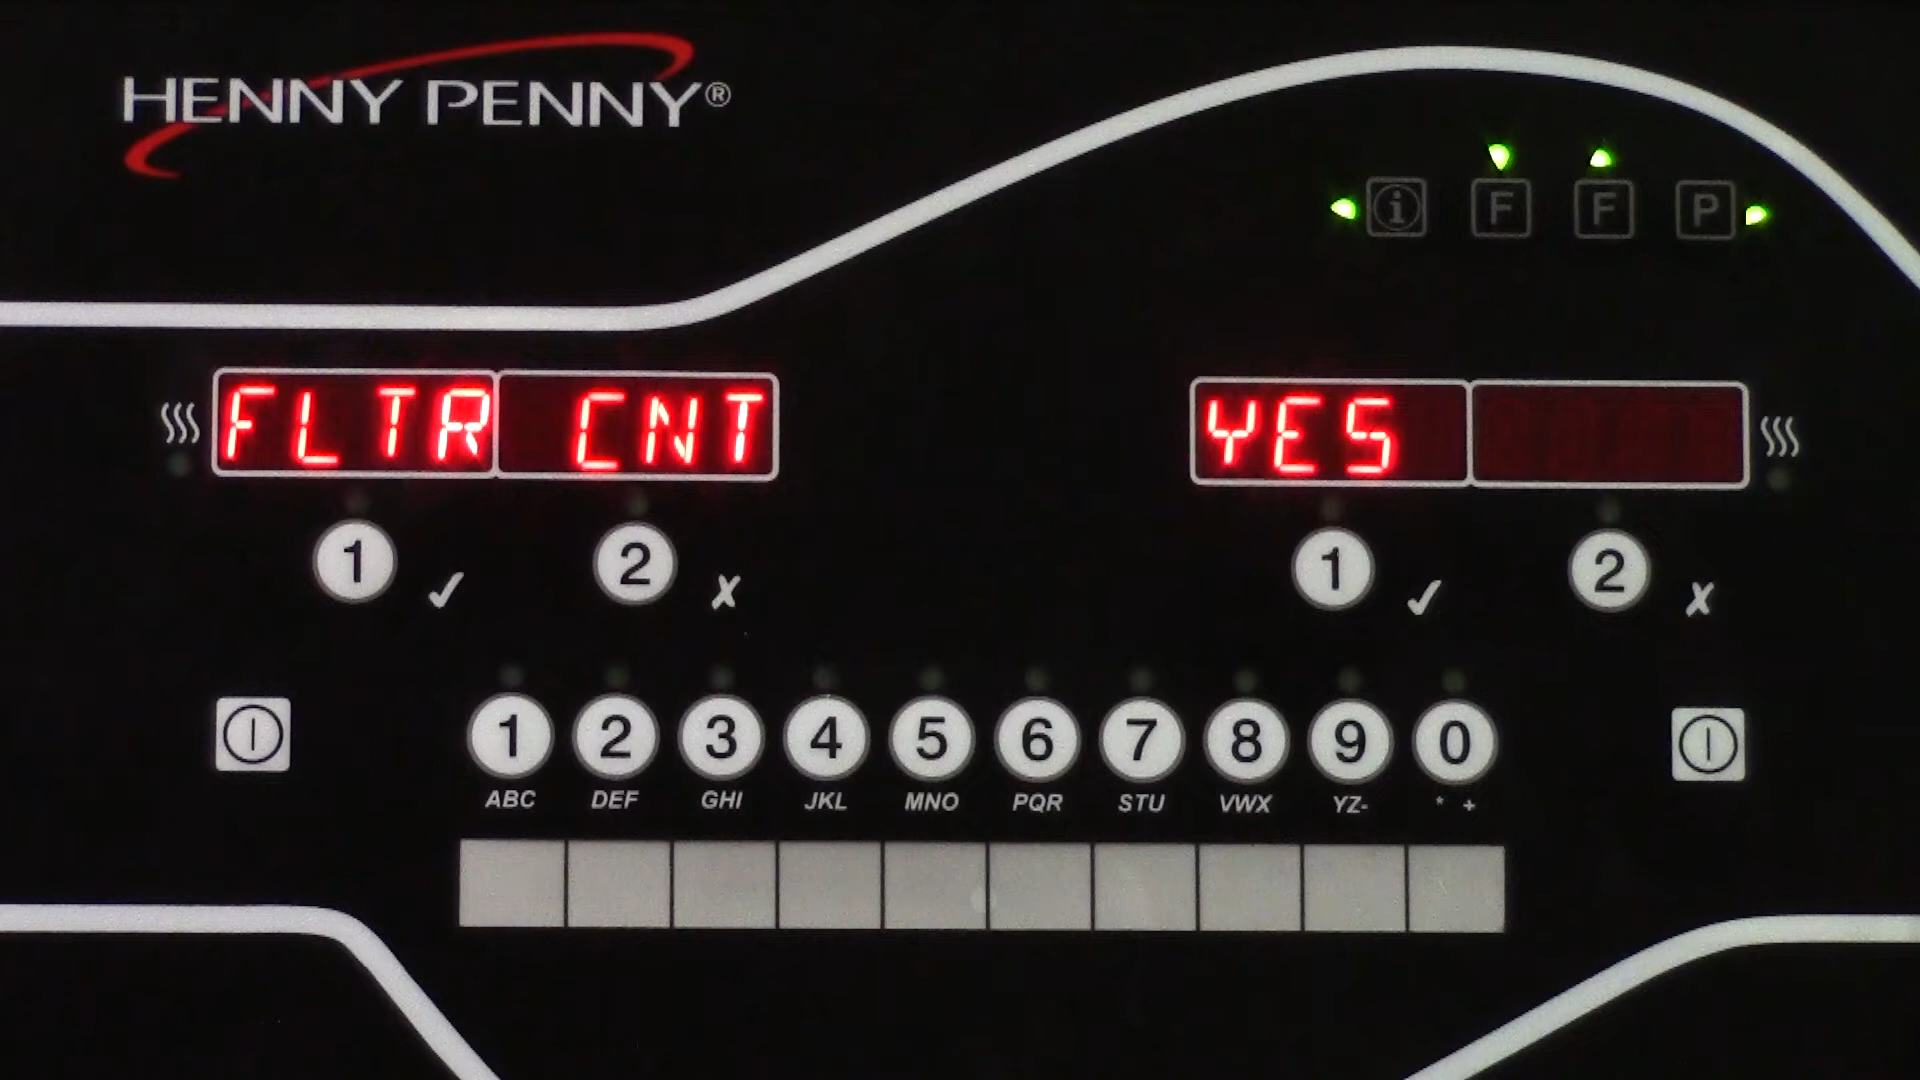 HENNY PENNY®
i F F P
FLTR CNT YES
1 ✓ 2 ✗ 1 ✓ 2 ✗
1 2 3 4 5 6 7 8 9 0
ABC DEF GHI JKL MNO PQR STU VWX YZ- * +